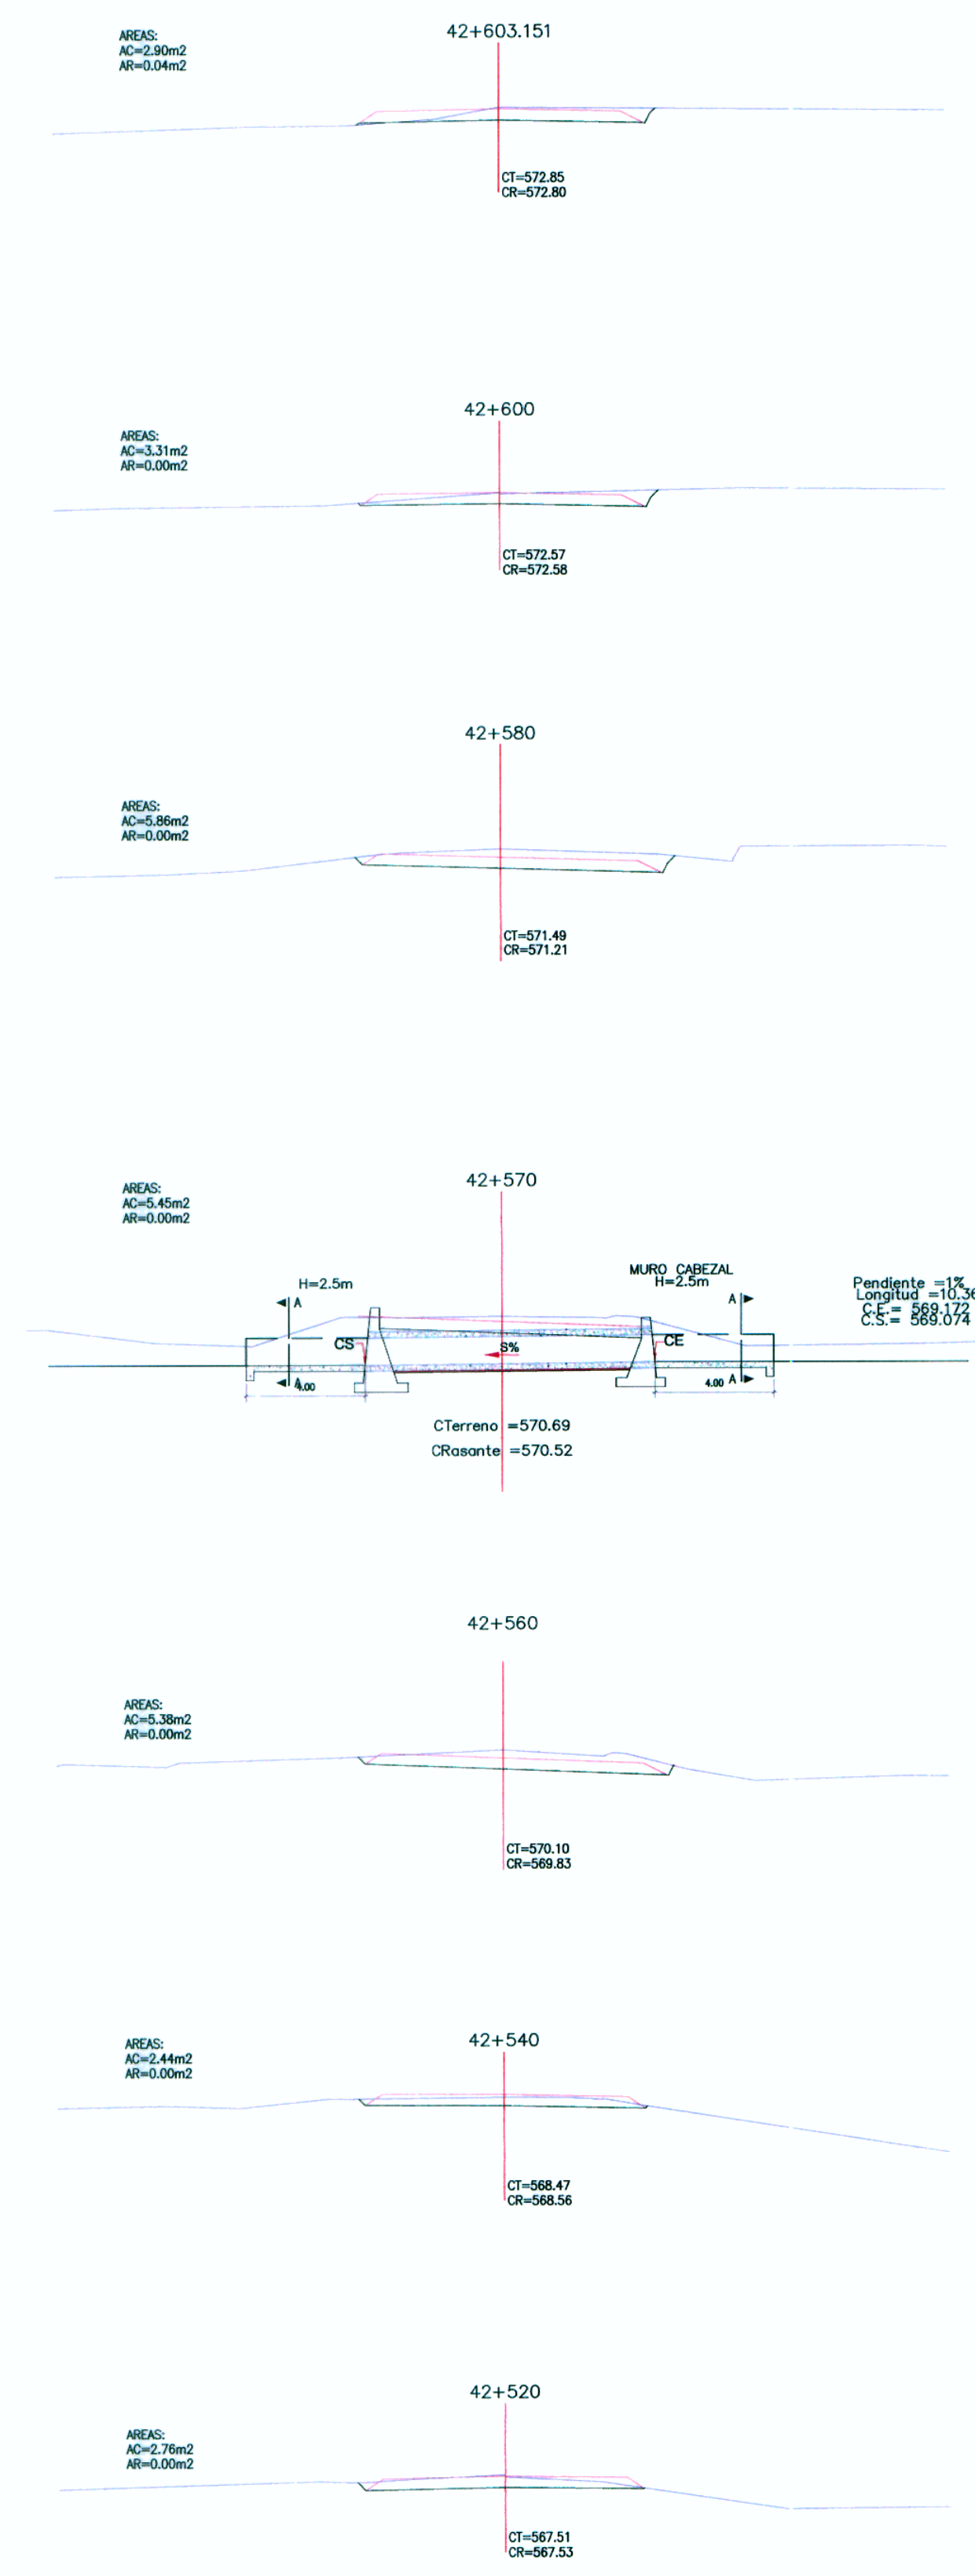 42+603.151
AREAS:
AC=2.90m2
AR=0.04m2
CT=572.85
CR=572.80
42+600
AREAS:
AC=3.31m2
AR=0.00m2
CT=572.57
CR=572.58
42+580
AREAS:
AC=5.86m2
AR=0.00m2
CT=571.49
CR=571.21
42+570
AREAS:
AC=5.45m2
AR=0.00m2
MURO CABEZAL
H=2.5m
H=2.5m
Pendiente =1%
Longitud =10.36
C.E.= 569.172
C.S.= 569.074
A
A
CS
S%
CE
A
4.00
4.00
A
CTerreno =570.69
CRasante =570.52
42+560
AREAS:
AC=5.38m2
AR=0.00m2
CT=570.10
CR=569.83
42+540
AREAS:
AC=2.44m2
AR=0.00m2
CT=568.47
CR=568.56
42+520
AREAS:
AC=2.76m2
AR=0.00m2
CT=567.51
CR=567.53